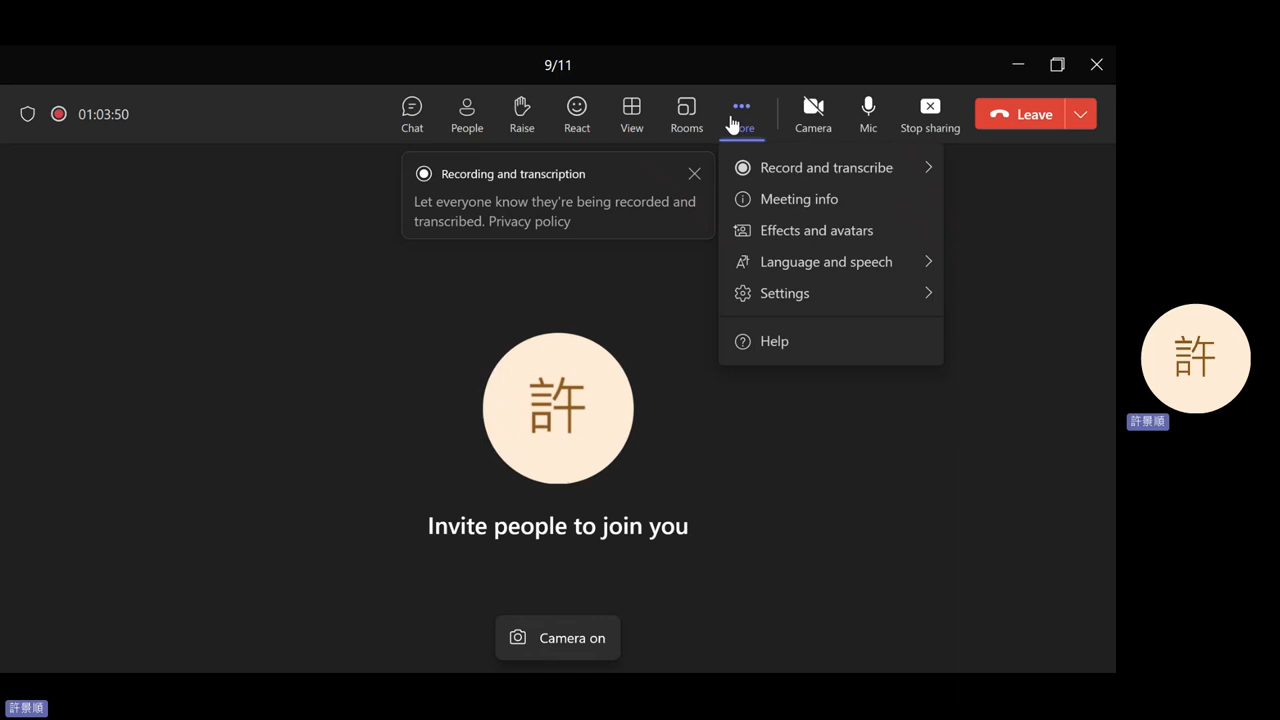 9/11
01:03:50
Chat
People
Raise
React
View
Rooms
Camera
Mic
Stop sharing
Leave
Recording and transcription
Let everyone know they're being recorded and
transcribed. Privacy policy
Record and transcribe
Meeting info
Effects and avatars
Language and speech
Settings
Help
許
Invite people to join you
Camera on
許
許景順
許景順